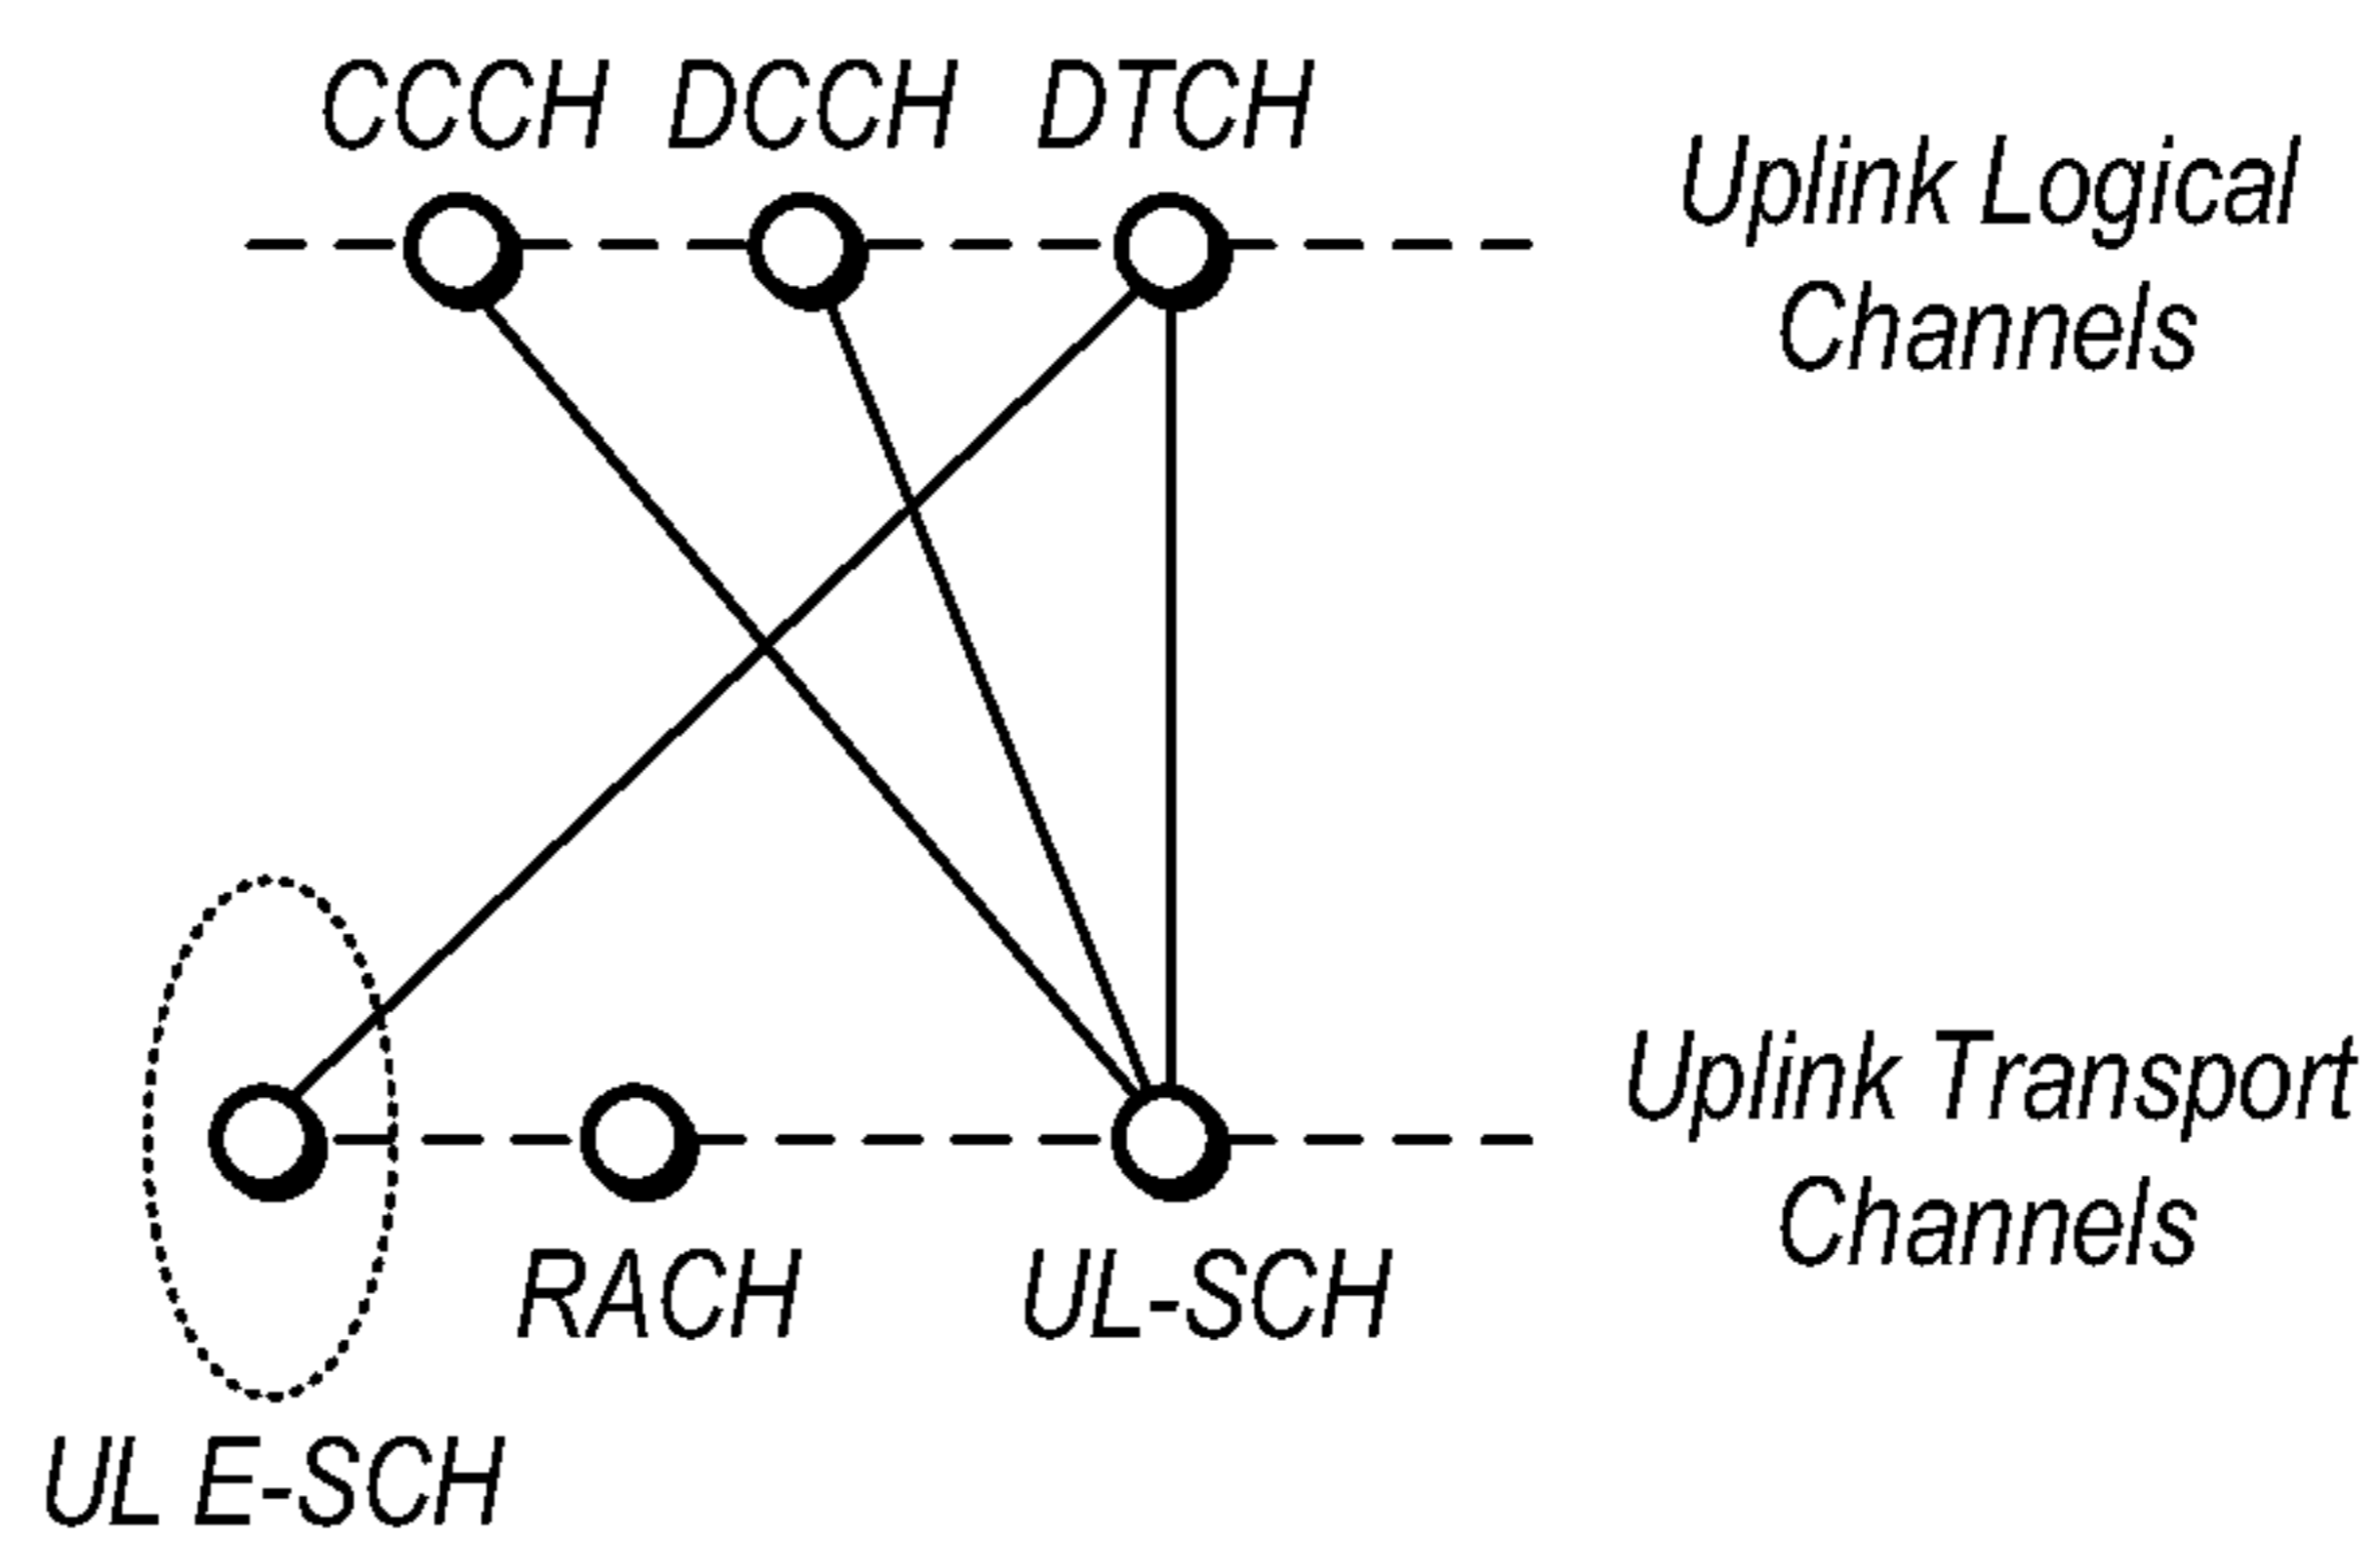 CCCH DCCH DTCH
Uplink Logical
Channels
Uplink Transport
Channels
RACH UL-SCH
UL E-SCH